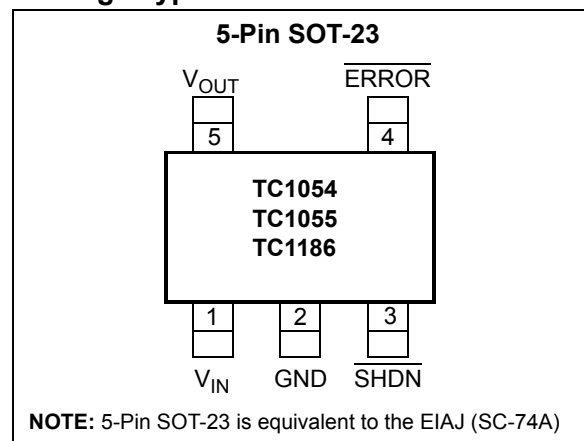 5-Pin SOT-23
VOUT ERROR
5 4
TC1054
TC1055
TC1186
1 2 3
VIN GND SHDN
NOTE: 5-Pin SOT-23 is equivalent to the EIAJ (SC-74A)